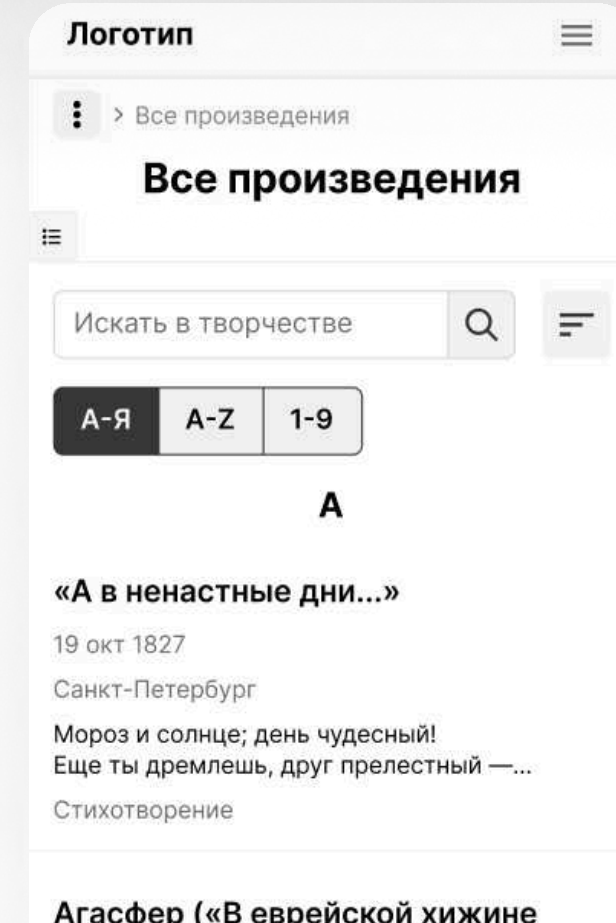 Логотип
> Все произведения
Все произведения
Искать в творчестве
А-Я A-Z 1-9
А
«А в ненастные дни...»
19 окт 1827
Санкт-Петербург
Мороз и солнце; день чудесный!
Еще ты дремлешь, друг прелестный —...
Стихотворение
Агасфер («В еврейской хижине